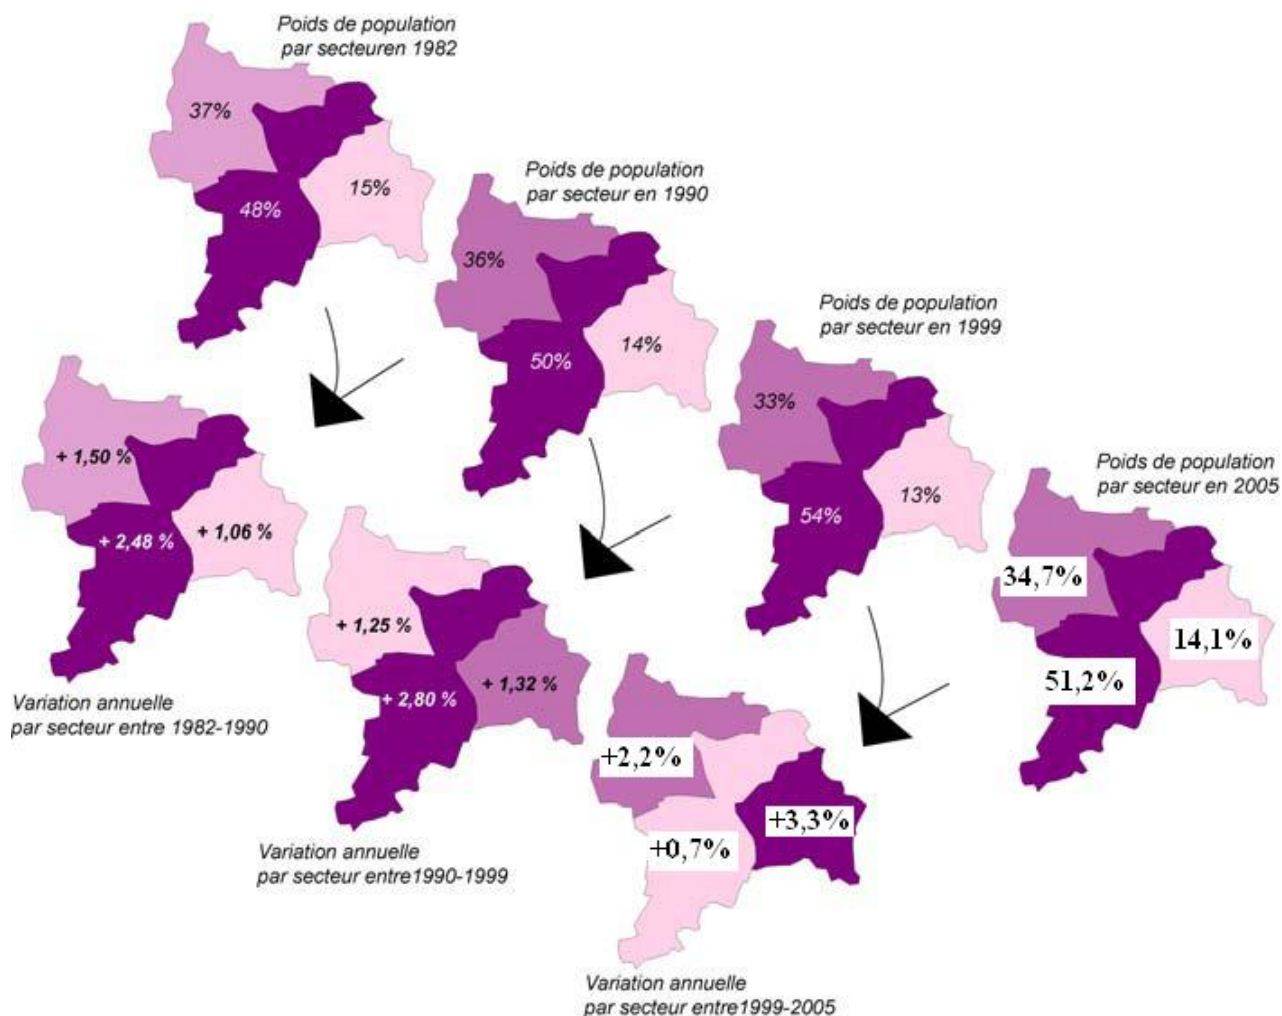 Poids de population
par secteuren 1982
37%
15%
48%
Poids de population
par secteur en 1990
36%
14%
50%
Poids de population
par secteur en 1999
33%
13%
54%
Poids de population
par secteur en 2005
34,7%
14,1%
51,2%
+ 1,50 %
+ 2,48 %
+ 1,06 %
Variation annuelle
par secteur entre 1982-1990
+ 1,25 %
+ 2,80 %
+ 1,32 %
Variation annuelle
par secteur entre1990-1999
+2,2%
+3,3%
+0,7%
Variation annuelle
par secteur entre1999-2005